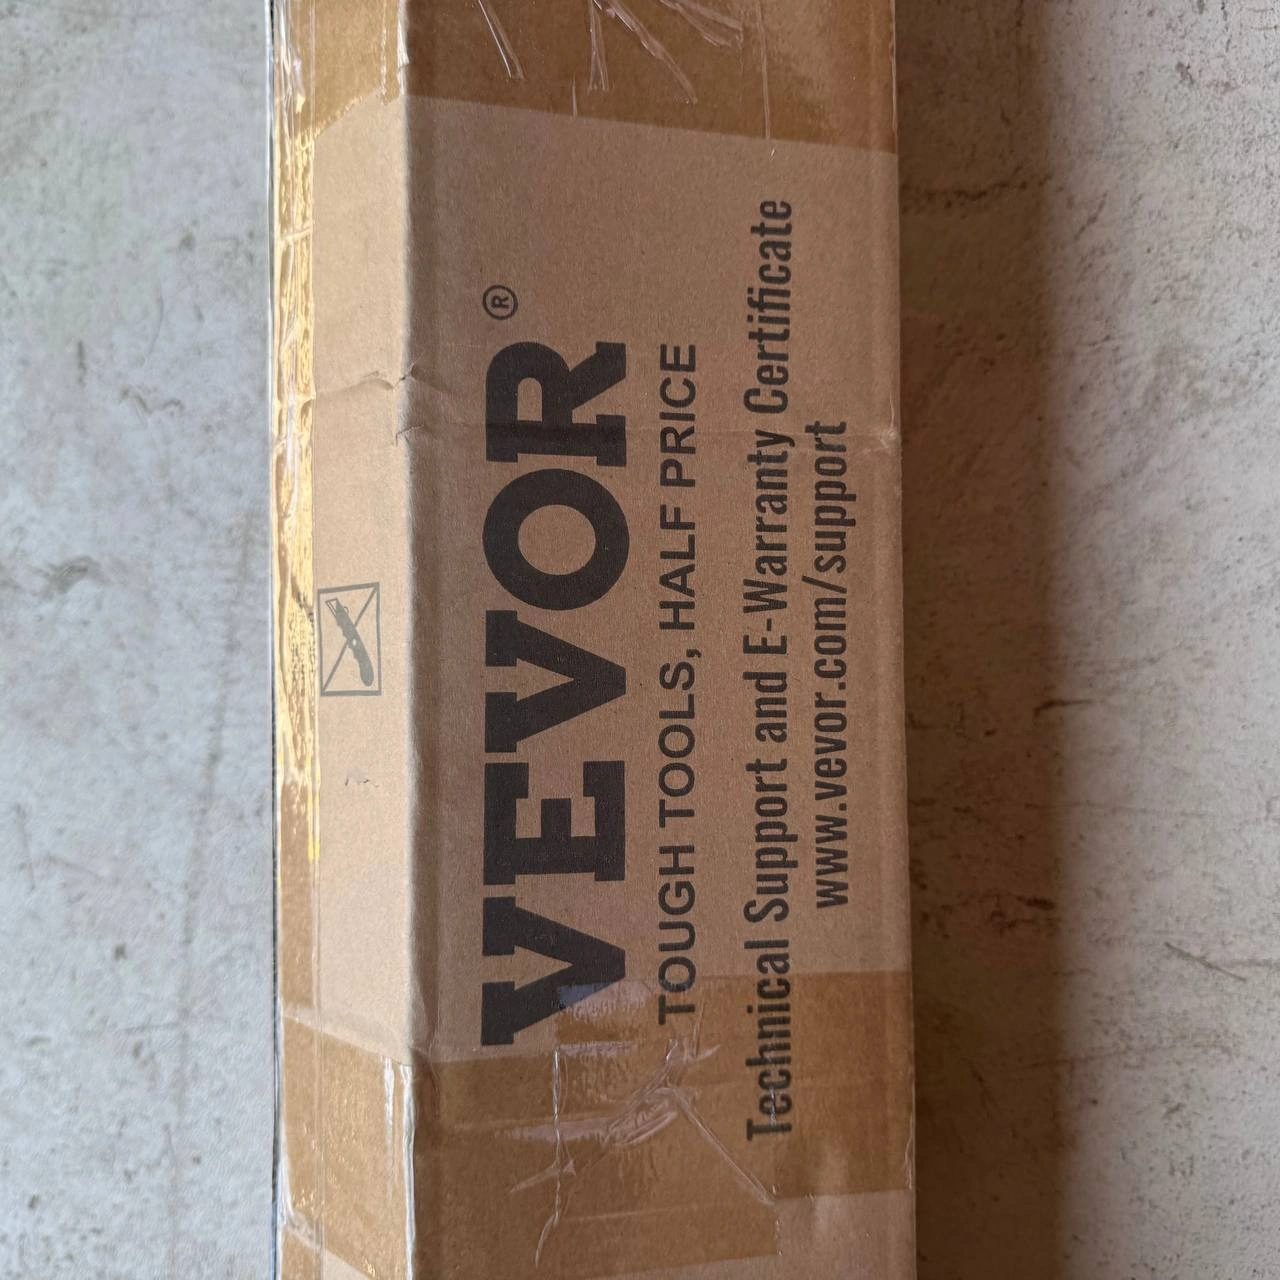 VEVOR®
TOUGH TOOLS, HALF PRICE
Technical Support and E-Warranty Certificate
www.vevor.com/support